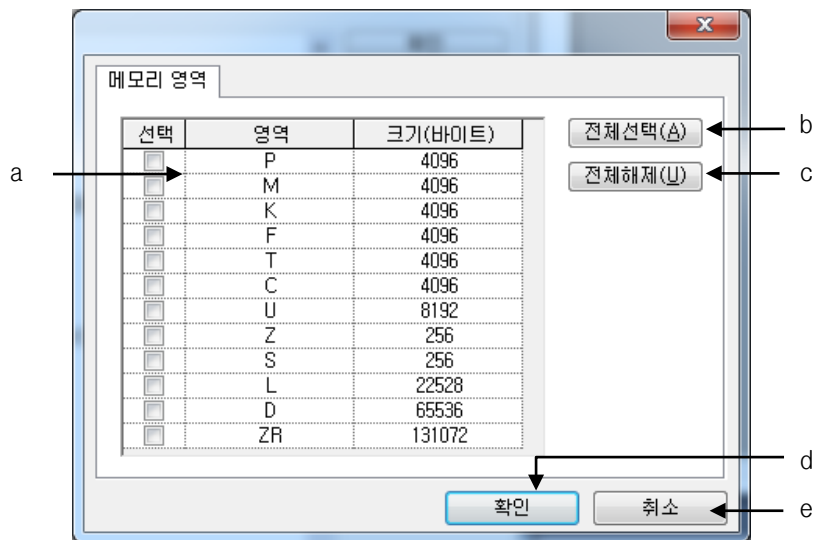 메모리 영역
선택 영역 크기(바이트)
P 4096
M 4096
K 4096
F 4096
T 4096
C 4096
U 8192
Z 256
S 256
L 22528
D 65536
ZR 131072
전체선택(A)
전체해제(U)
확인
취소
a
b
c
d
e